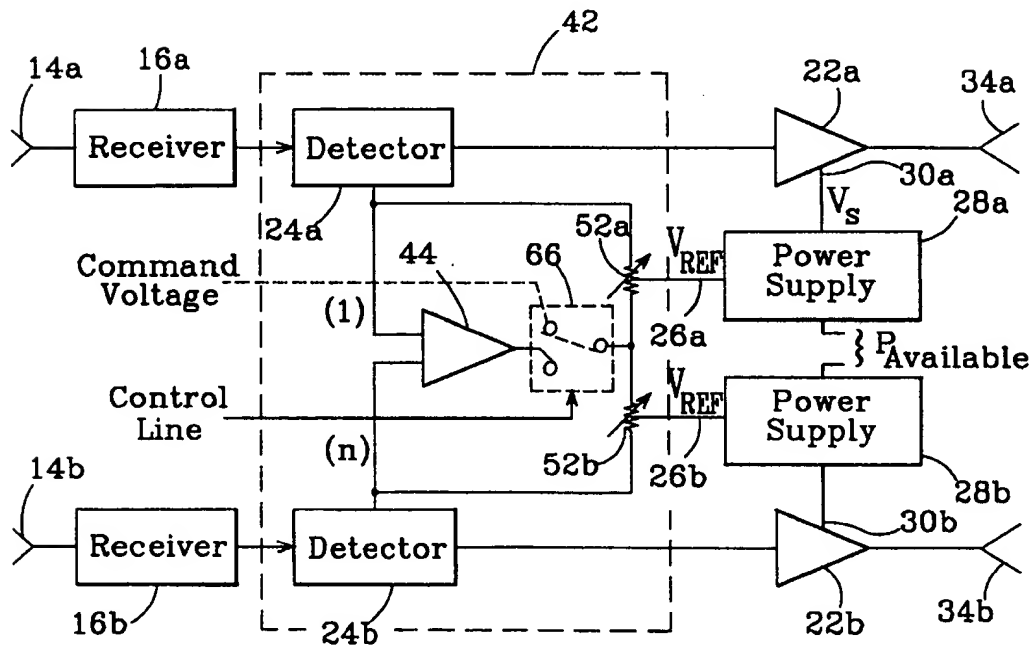 42
14a
16a
22a
34a
Receiver
Detector
30a
24a
V_S
28a
52a
V_REF
Power
Supply
Command
Voltage
44
66
(1)
26a
P_Available
Control
Line
V_REF
Power
Supply
(n)
52b
26b
28b
14b
30b
Receiver
Detector
16b
24b
22b
34b